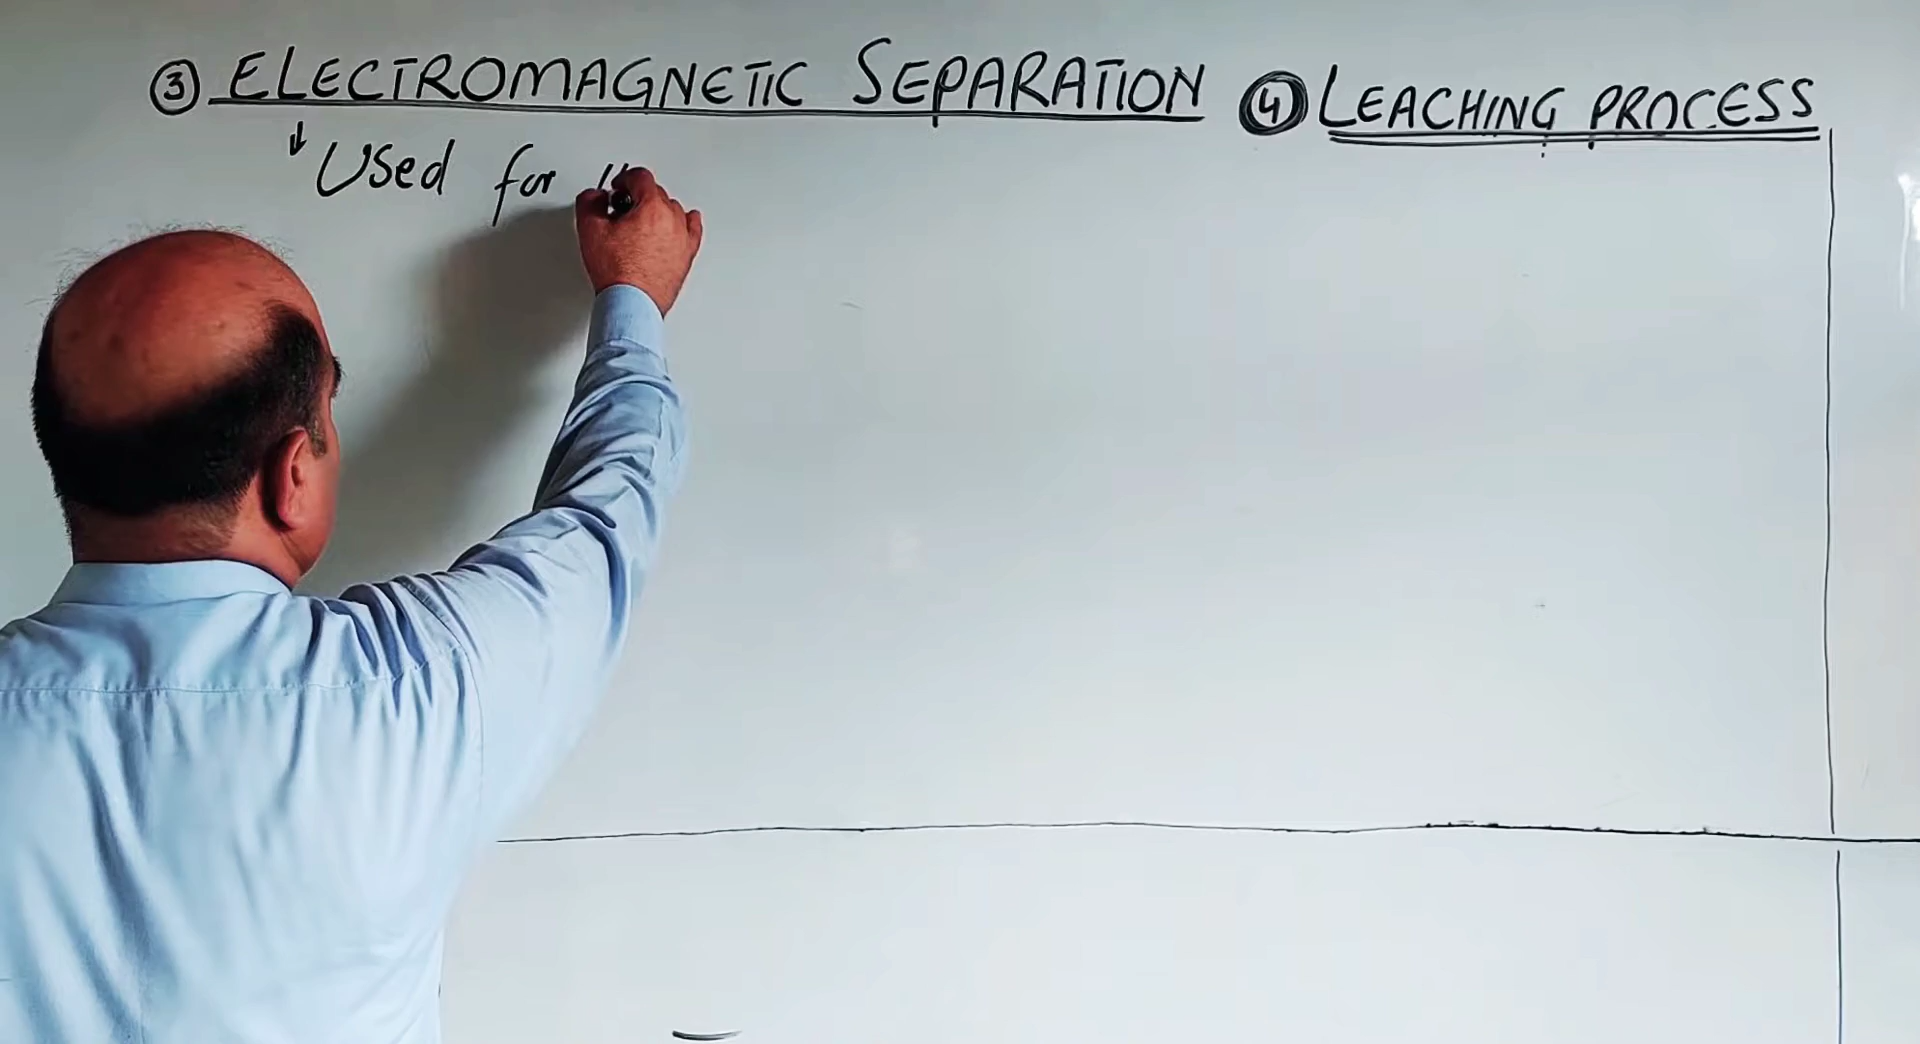 ③ ELECTROMAGNETIC SEPARATION
④ LEACHING PROCESS
↓ Used for